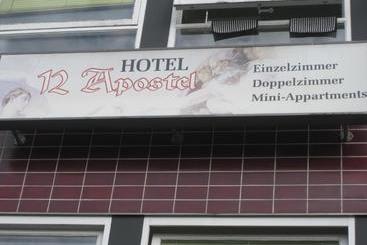 HOTEL
12 Apostel
Einzelzimmer
Doppelzimmer
Mini-Appartments